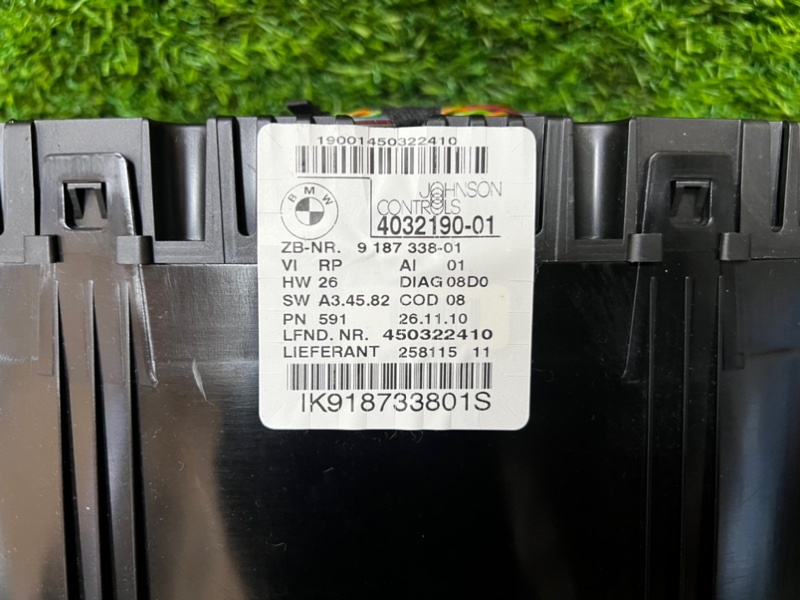 19001450322410
BMW
JOHNSON
CONTROLS
4032190-01
ZB-NR. 9 187 338-01
VI RP AI 01
HW 26 DIAG 08D0
SW A3.45.82 COD 08
PN 591 26.11.10
LFND. NR. 450322410
LIEFERANT 258115 11
IK918733801S